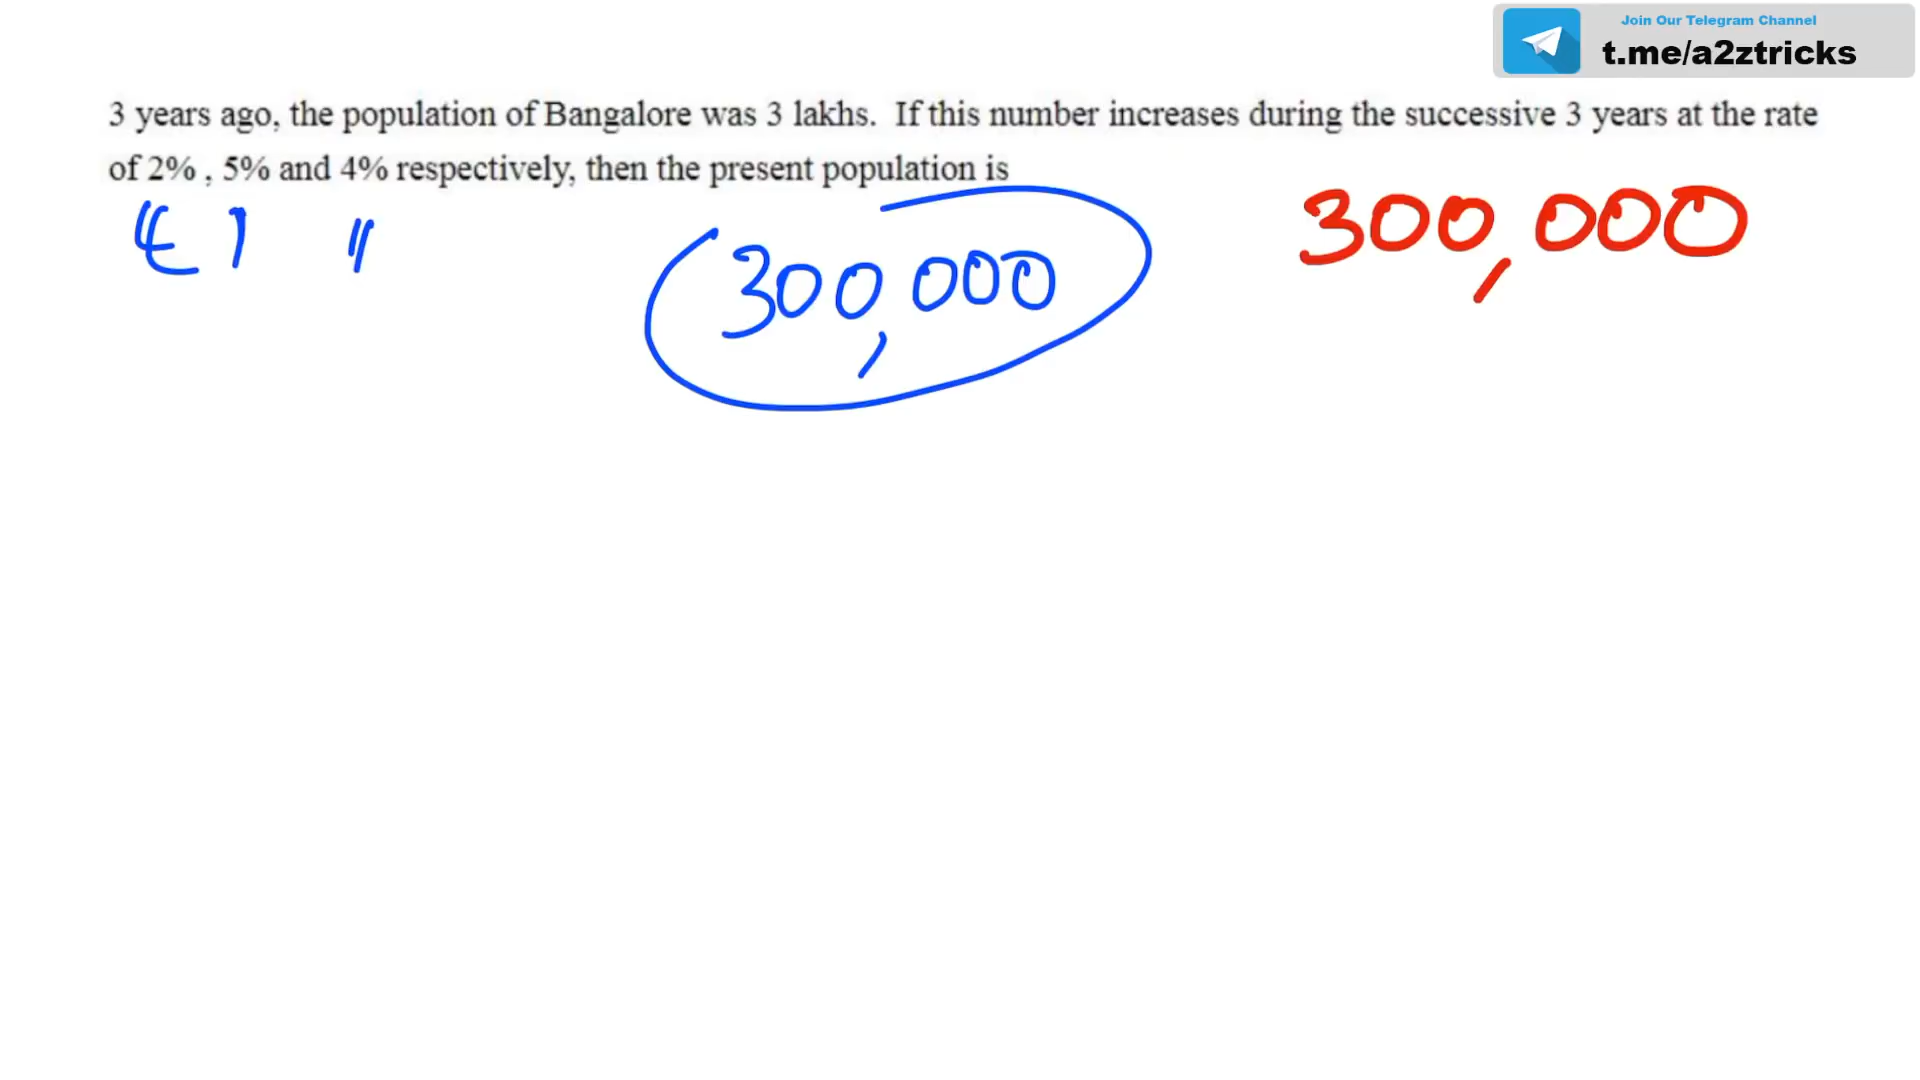 Join Our Telegram Channel
t.me/a2ztricks
3 years ago, the population of Bangalore was 3 lakhs. If this number increases during the successive 3 years at the rate
of 2% , 5% and 4% respectively, then the present population is
300,000
300,000